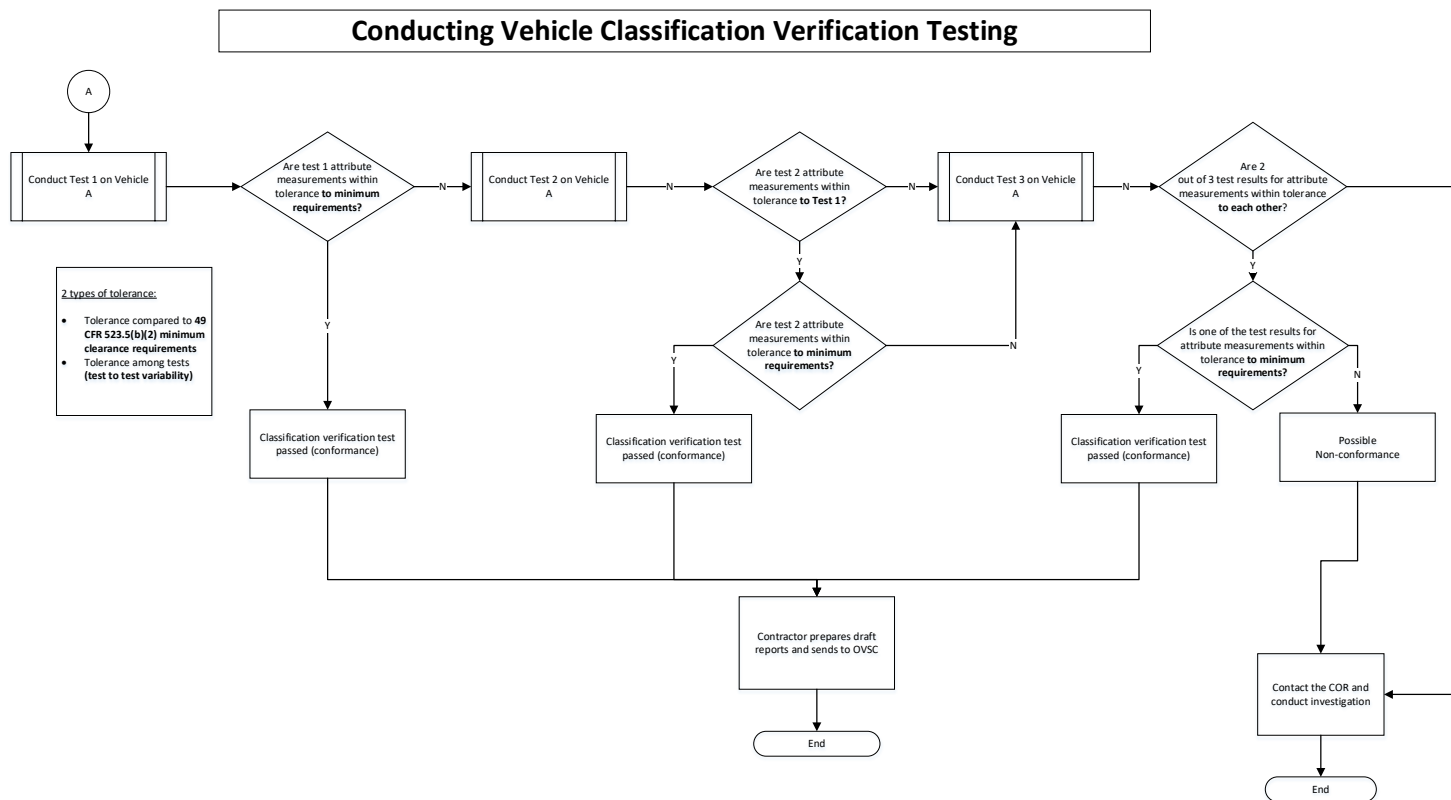 Conducting Vehicle Classification Verification Testing
A
Conduct Test 1 on Vehicle
A
Are test 1 attribute
measurements within
tolerance to minimum
requirements?
N
Conduct Test 2 on Vehicle
A
N
Are test 2 attribute
measurements within
tolerance to Test 1?
N
Conduct Test 3 on Vehicle
A
N
Are 2
out of 3 test results for attribute
measurements within tolerance
to each other?
Y
Y
Y
2 types of tolerance:
• Tolerance compared to 49
CFR 523.5(b)(2) minimum
clearance requirements
• Tolerance among tests
(test to test variability)
Are test 2 attribute
measurements within
tolerance to minimum
requirements?
Y
N
Is one of the test results for
attribute measurements within
tolerance to minimum
requirements?
Y
N
Classification verification test
passed (conformance)
Classification verification test
passed (conformance)
Classification verification test
passed (conformance)
Possible
Non-conformance
Contractor prepares draft
reports and sends to OVSC
End
Contact the COR and
conduct investigation
End